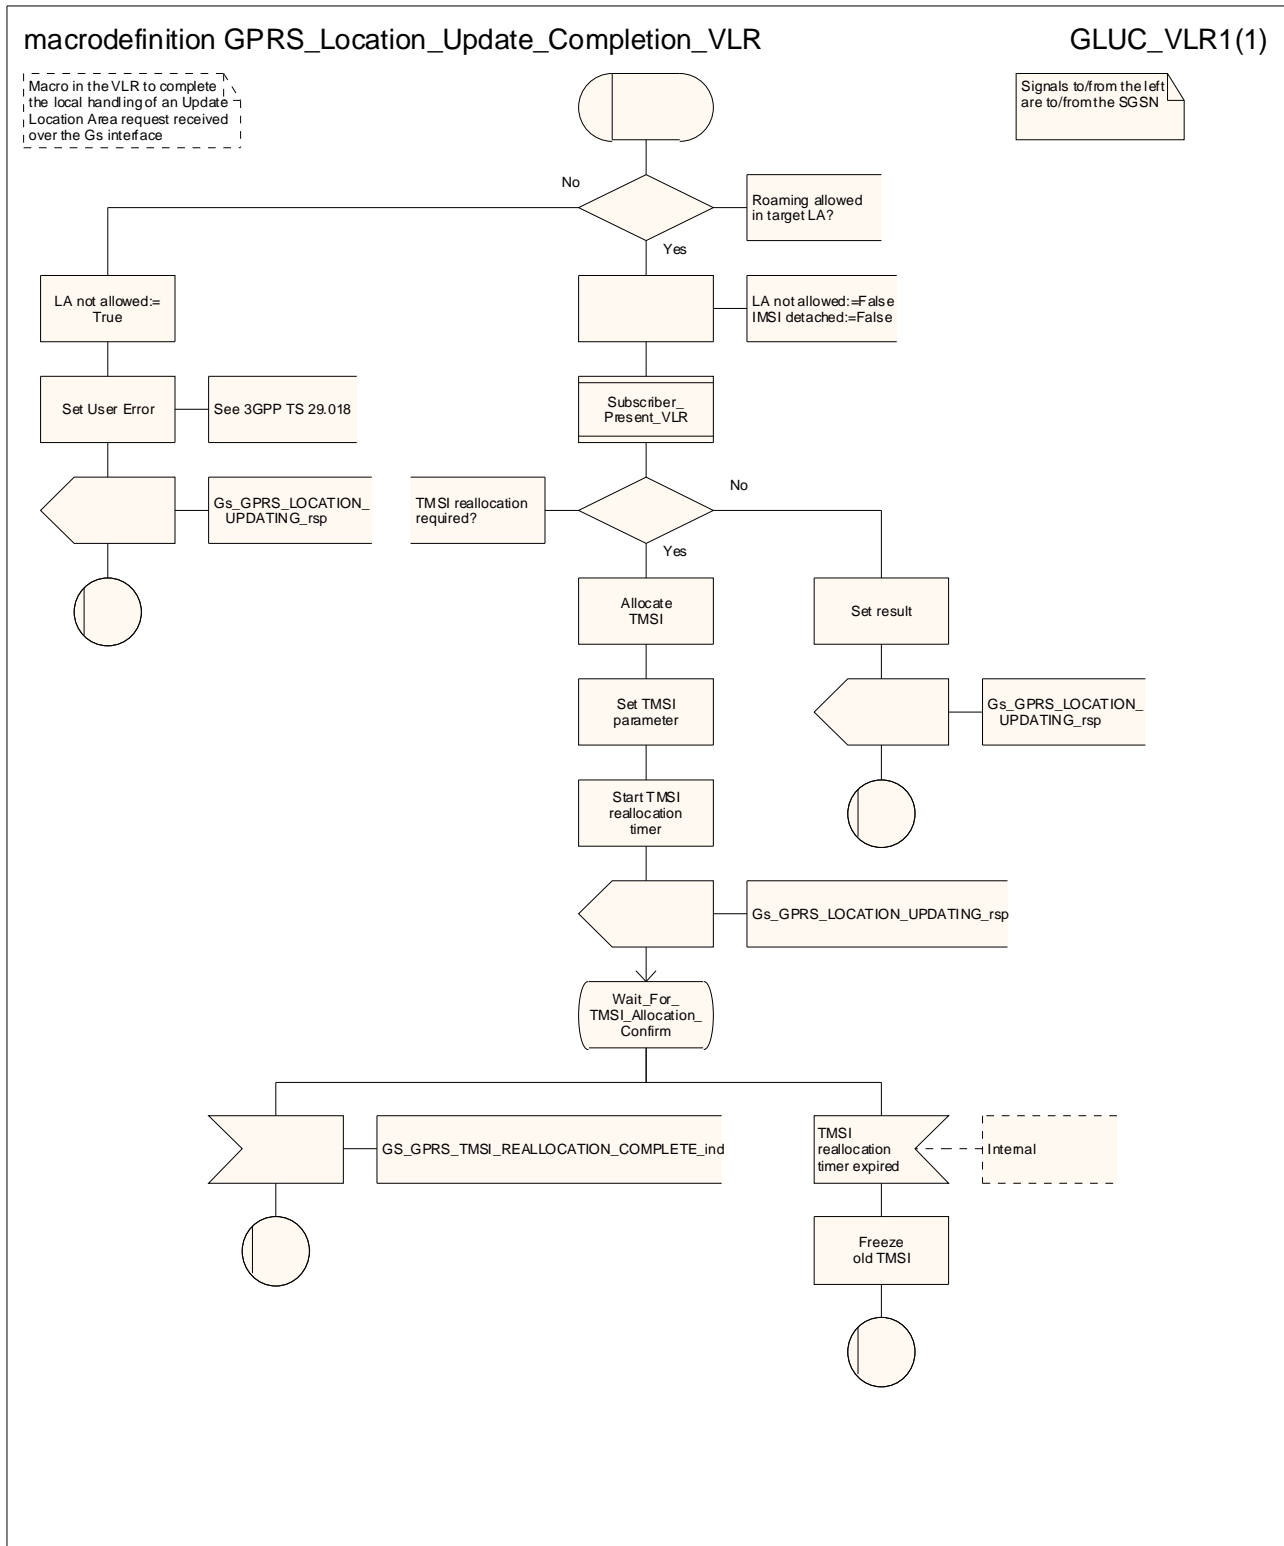 macrodefinition GPRS_Location_Update_Completion_VLR
GLUC_VLR1(1)
Macro in the VLR to complete
the local handling of an Update
Location Area request received
over the Gs interface
Signals to/from the left
are to/from the SGSN
No
Roaming allowed
in target LA?
Yes
LA not allowed:=
True
LA not allowed:=False
IMSI detached:=False
Set User Error
See 3GPP TS 29.018
Subscriber_
Present_VLR
Gs_GPRS_LOCATION_
UPDATING_rsp
TMSI reallocation
required?
No
Yes
Allocate
TMSI
Set result
Set TMSI
parameter
Gs_GPRS_LOCATION_
UPDATING_rsp
Start TMSI
reallocation
timer
Gs_GPRS_LOCATION_UPDATING_rsp
Wait_For_
TMSI_Allocation_
Confirm
GS_GPRS_TMSI_REALLOCATION_COMPLETE_ind
TMSI
reallocation
timer expired
Internal
Freeze
old TMSI